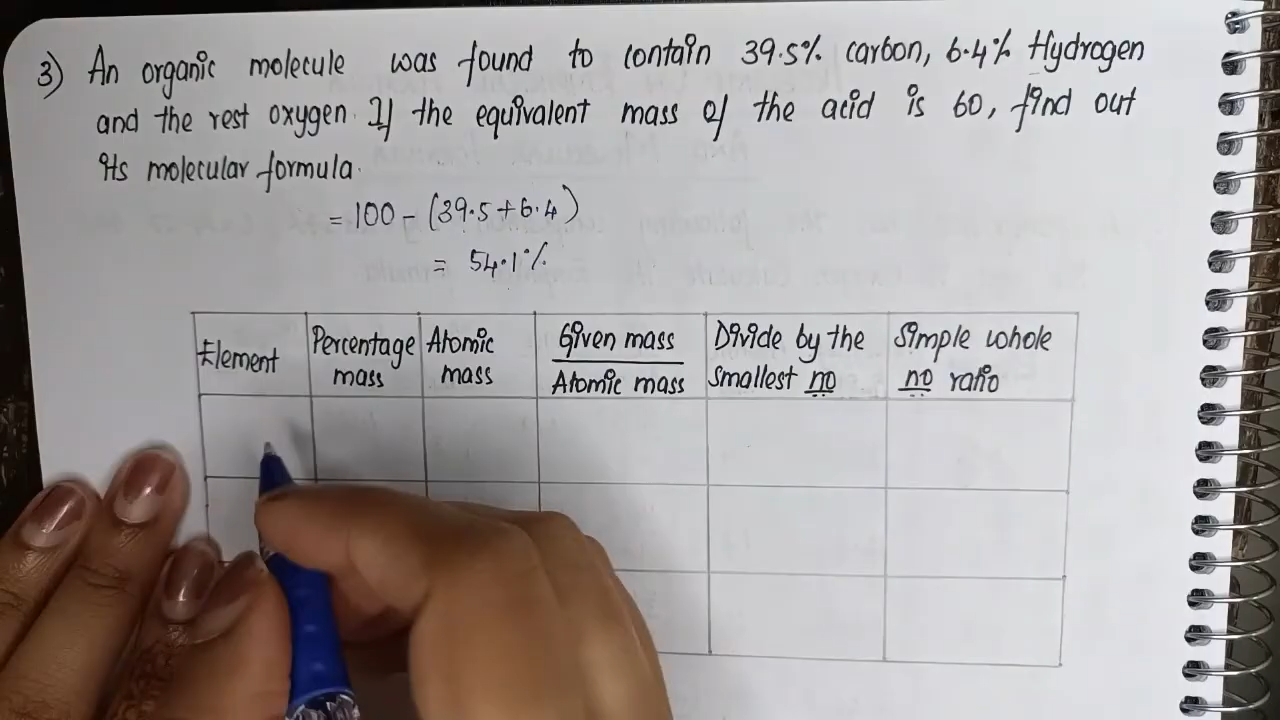 3) An organic molecule was found to contain 39.5% carbon, 6.4% Hydrogen
and the rest oxygen. If the equivalent mass of the acid is 60, find out
its molecular formula.
= 100 - (39.5 + 6.4)
= 54.1%
Element
Percentage mass
Atomic mass
Given mass
Atomic mass
Divide by the
smallest no
Simple whole
no ratio